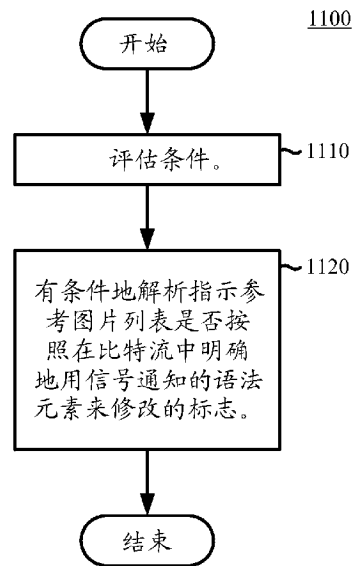 1100
开始
评估条件。
1110
有条件地解析指示参
考图片列表是否按
照在比特流中明确
地用信号通知的语法
元素来修改的标志。
1120
结束